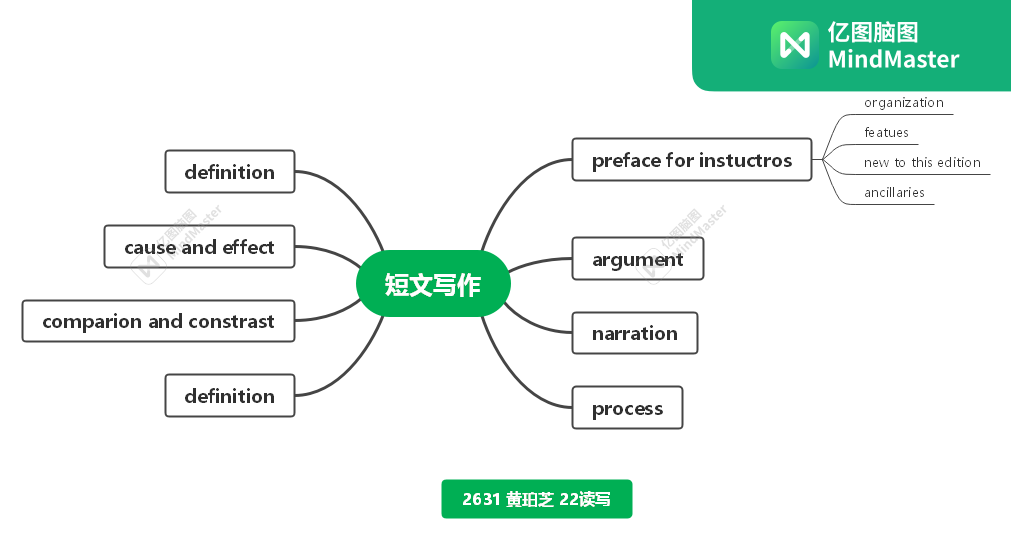 亿图脑图
MindMaster
organization
featues
new to this edition
ancillaries
preface for instuctros
argument
narration
process
短文写作
definition
cause and effect
comparion and constrast
definition
亿图脑图
MindMaster
亿图脑图
MindMaster
2631 黄珀芝 22读写